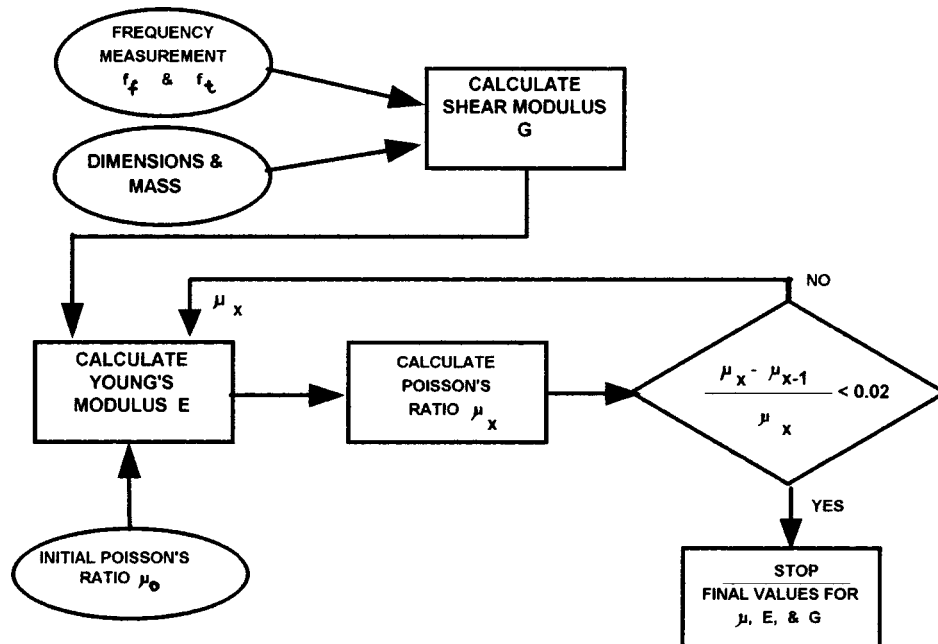 FREQUENCY
MEASUREMENT
f_f & f_t
CALCULATE
SHEAR MODULUS
G
DIMENSIONS &
MASS
NO
μ_x
CALCULATE
YOUNG'S
MODULUS E
CALCULATE
POISSON'S
RATIO μ_x
μ_x - μ_x-1
μ_x
< 0.02
YES
INITIAL POISSON'S
RATIO μ_o
STOP
FINAL VALUES FOR
μ, E, & G